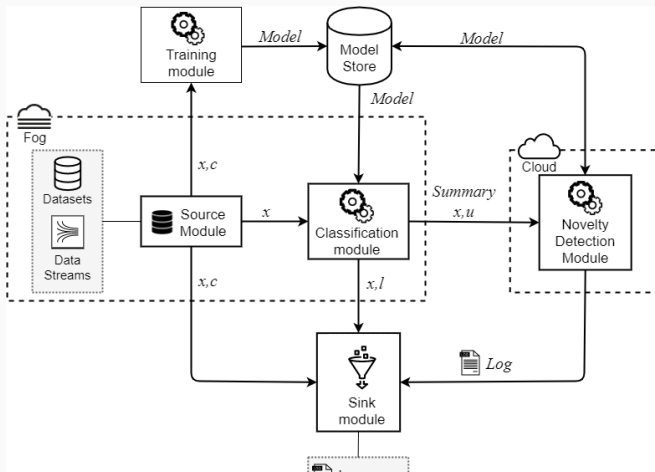 Training
module
Model
Model
Store
Model
Model
Fog
x,c
Datasets
Data
Streams
Source
Module
x
Classification
module
Summary
x,u
Cloud
Novelty
Detection
Module
x,c
x,l
Log
Sink
module